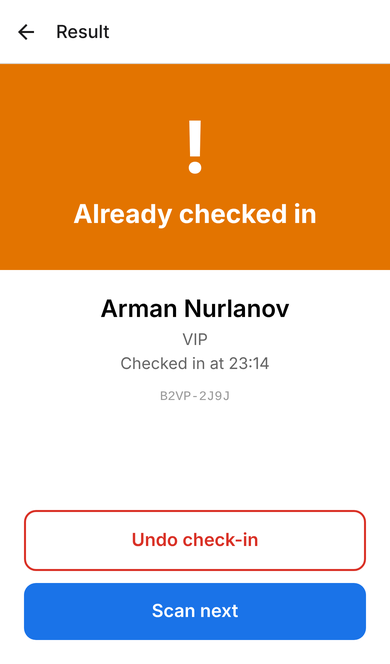 Result
!
Already checked in
Arman Nurlanov
VIP
Checked in at 23:14
B2VP-2J9J
Undo check-in
Scan next